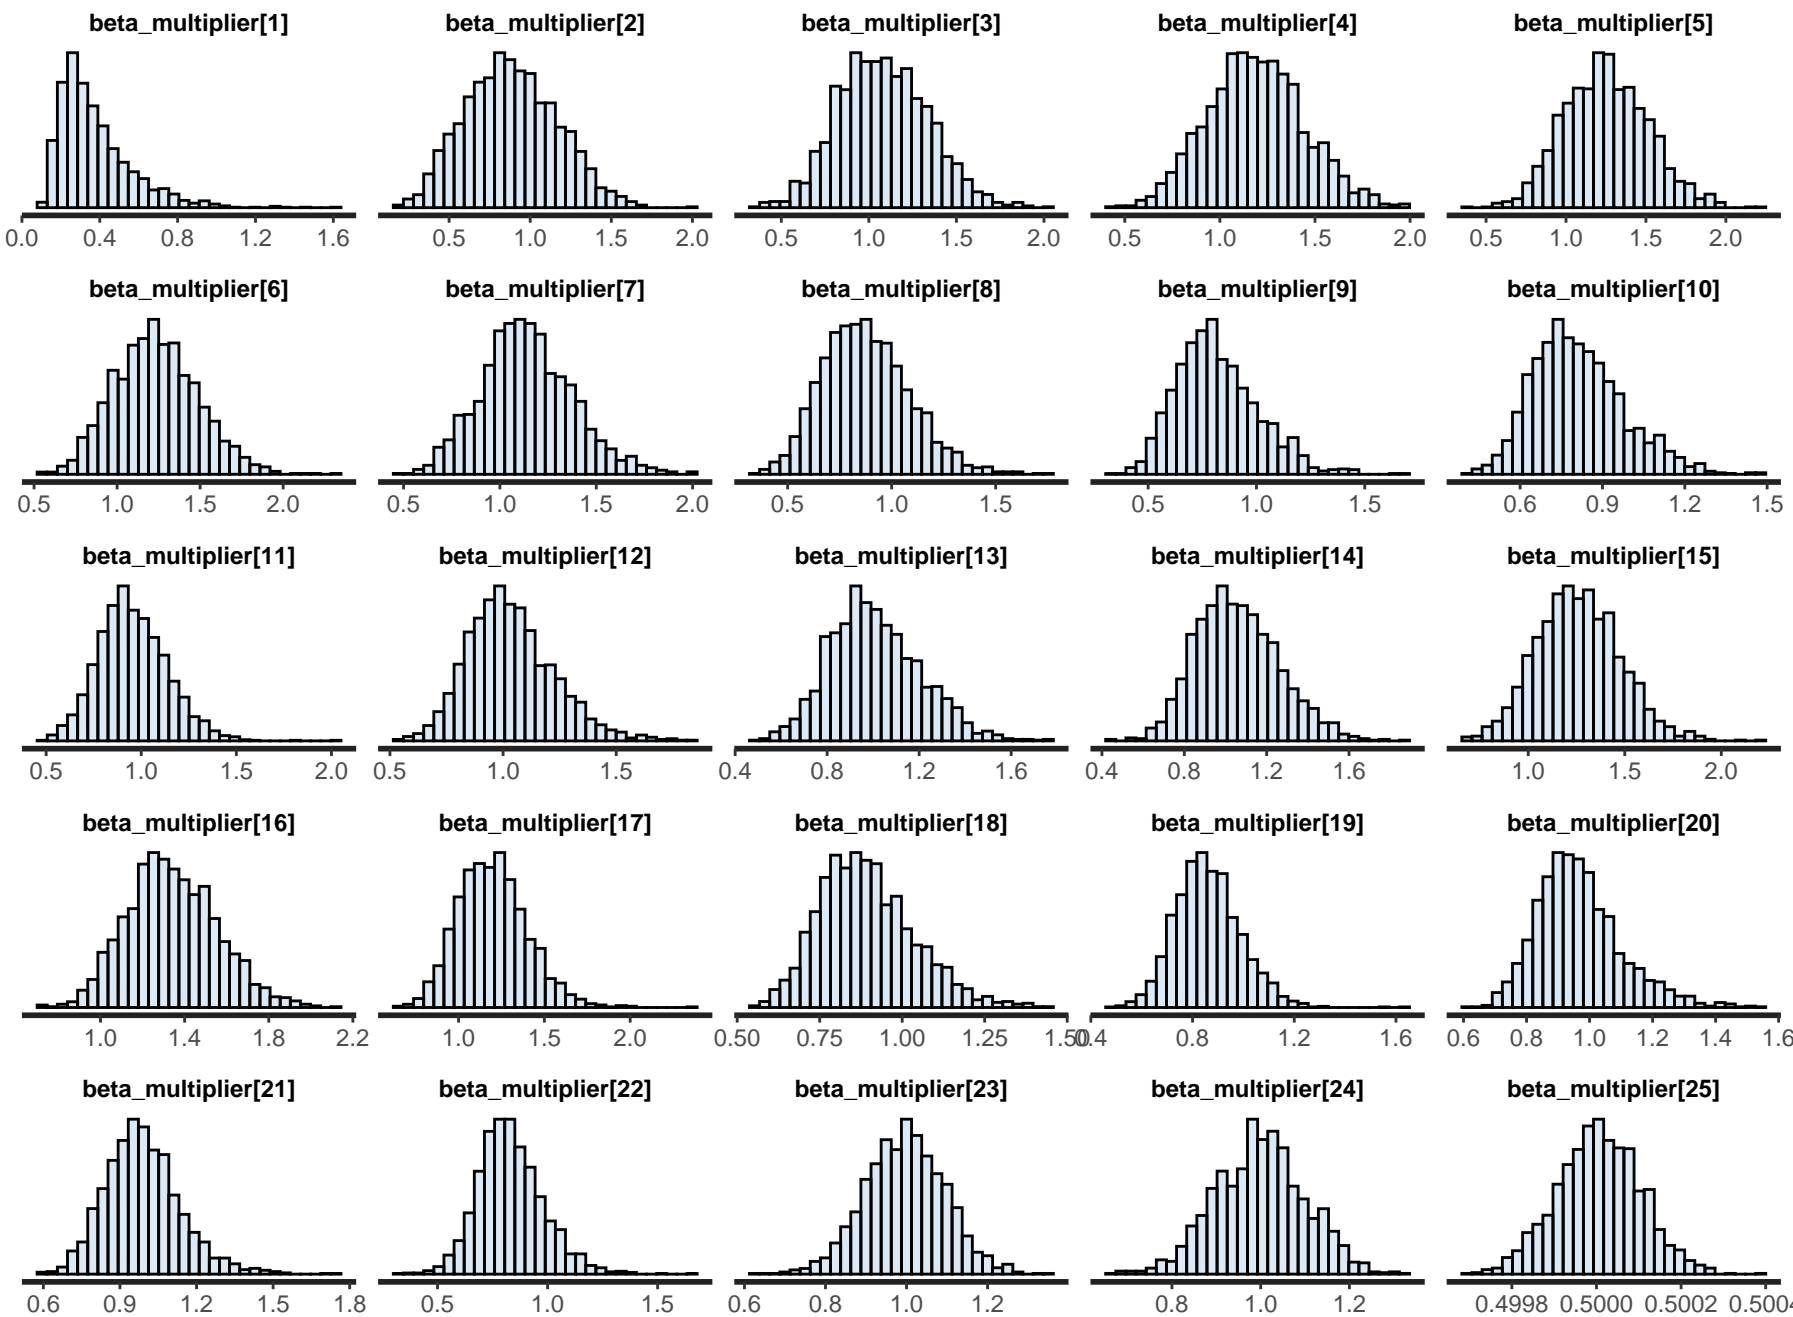 beta_multiplier[1] beta_multiplier[2] beta_multiplier[3] beta_multiplier[4] beta_multiplier[5]
0.0 0.4 0.8 1.2 1.6 0.5 1.0 1.5 2.0 0.5 1.0 1.5 2.0 0.5 1.0 1.5 2.0 0.5 1.0 1.5 2.0
beta_multiplier[6] beta_multiplier[7] beta_multiplier[8] beta_multiplier[9] beta_multiplier[10]
0.5 1.0 1.5 2.0 0.5 1.0 1.5 2.0 0.5 1.0 1.5 0.5 1.0 1.5 0.6 0.9 1.2 1.5
beta_multiplier[11] beta_multiplier[12] beta_multiplier[13] beta_multiplier[14] beta_multiplier[15]
0.5 1.0 1.5 2.0 0.5 1.0 1.5 0.4 0.8 1.2 1.6 0.4 0.8 1.2 1.6 1.0 1.5 2.0
beta_multiplier[16] beta_multiplier[17] beta_multiplier[18] beta_multiplier[19] beta_multiplier[20]
1.0 1.4 1.8 2.2 1.0 1.5 2.0 0.50 0.75 1.00 1.25 1.50 0.4 0.8 1.2 1.6 0.6 0.8 1.0 1.2 1.4 1.6
beta_multiplier[21] beta_multiplier[22] beta_multiplier[23] beta_multiplier[24] beta_multiplier[25]
0.6 0.9 1.2 1.5 1.8 0.5 1.0 1.5 0.6 0.8 1.0 1.2 0.8 1.0 1.2 0.4998 0.5000 0.5002 0.5004